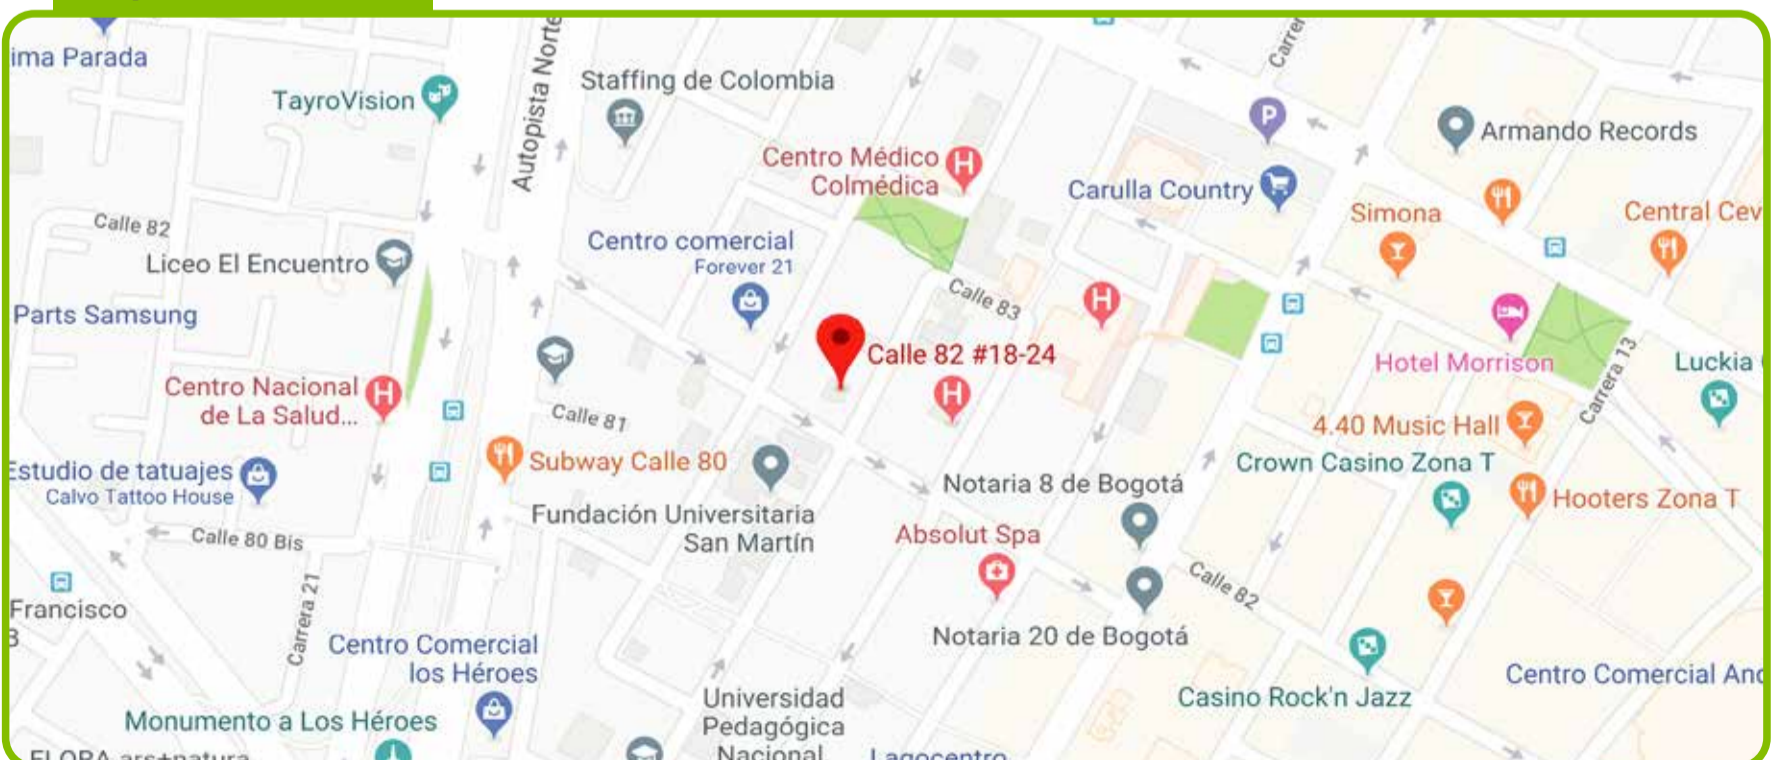 ima Parada
TayroVision
Autopista Norte
Staffing de Colombia
Carre
P
Armando Records
Centro Médico
Colmédica
H
Carulla Country
Simona
Central Cev
Calle 82
Liceo El Encuentro
Centro comercial
Forever 21
Calle 83
H
Parts Samsung
Calle 82 #18-24
Hotel Morrison
Carrera 13
Luckia
Centro Nacional
de La Salud...
H
H
Calle 81
4.40 Music Hall
Estudio de tatuajes
Calvo Tattoo House
Subway Calle 80
Crown Casino Zona T
Notaria 8 de Bogotá
Hooters Zona T
Fundación Universitaria
San Martín
Absolut Spa
Calle 80 Bis
Calle 82
Francisco
Carrera 21
Notaria 20 de Bogotá
Centro Comercial
los Héroes
Centro Comercial And
Universidad
Pedagógica
Nacional
Casino Rock'n Jazz
Monumento a Los Héroes
FLORA ars+natura
Lagocentro